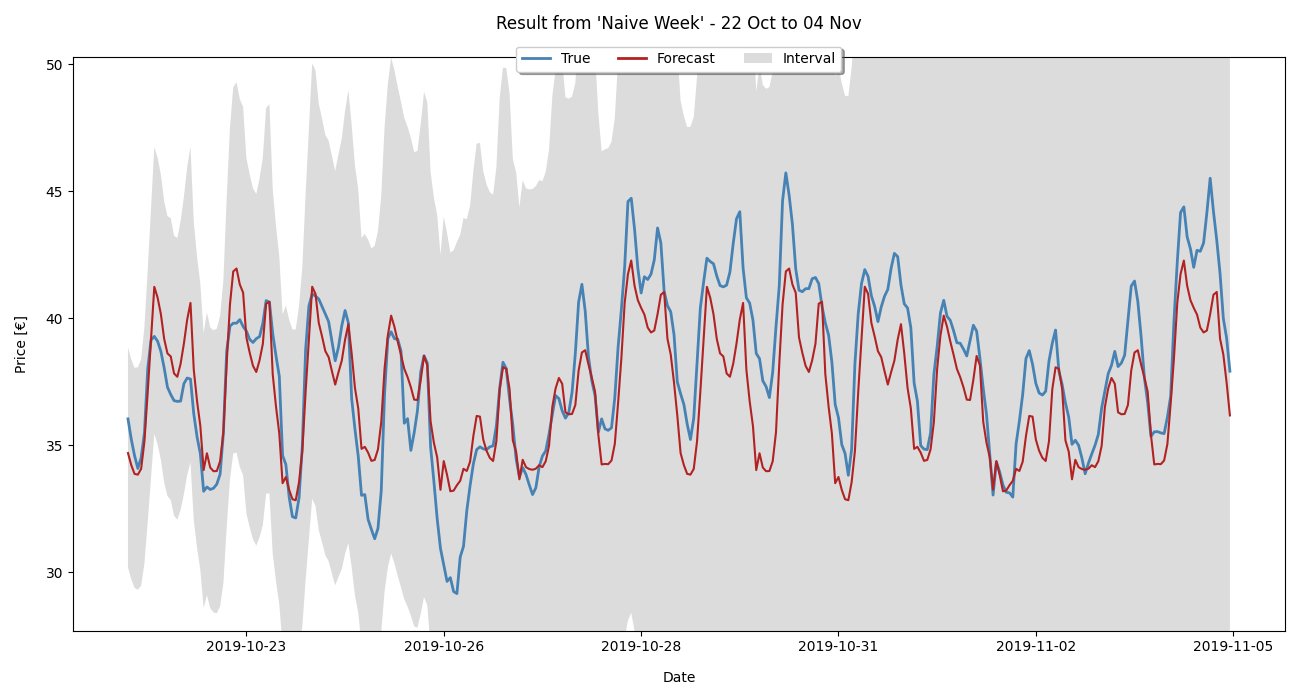 Result from 'Naive Week' - 22 Oct to 04 Nov
True
Forecast
Interval
50
45
40
35
30
Price [€]
2019-10-23
2019-10-26
2019-10-28
2019-10-31
2019-11-02
2019-11-05
Date